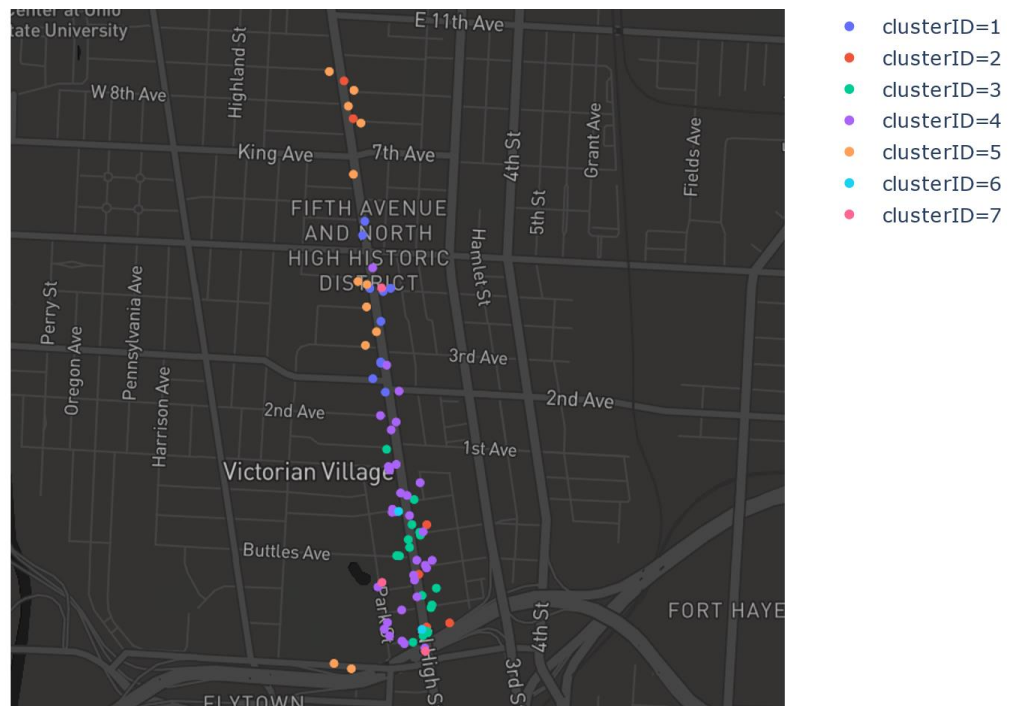 Center at Ohio
State University
E 11th Ave
Highland St
W 8th Ave
King Ave
7th Ave
4th St
Grant Ave
Fields Ave
5th St
FIFTH AVENUE
AND NORTH
HIGH HISTORIC
DISTRICT
Hamlet St
Perry St
Oregon Ave
Pennsylvania Ave
Harrison Ave
3rd Ave
2nd Ave
2nd Ave
1st Ave
Victorian Village
Buttles Ave
Park St
FORT HAYE
4th St
N High S
3rd S
FLYTOWN
clusterID=1
clusterID=2
clusterID=3
clusterID=4
clusterID=5
clusterID=6
clusterID=7